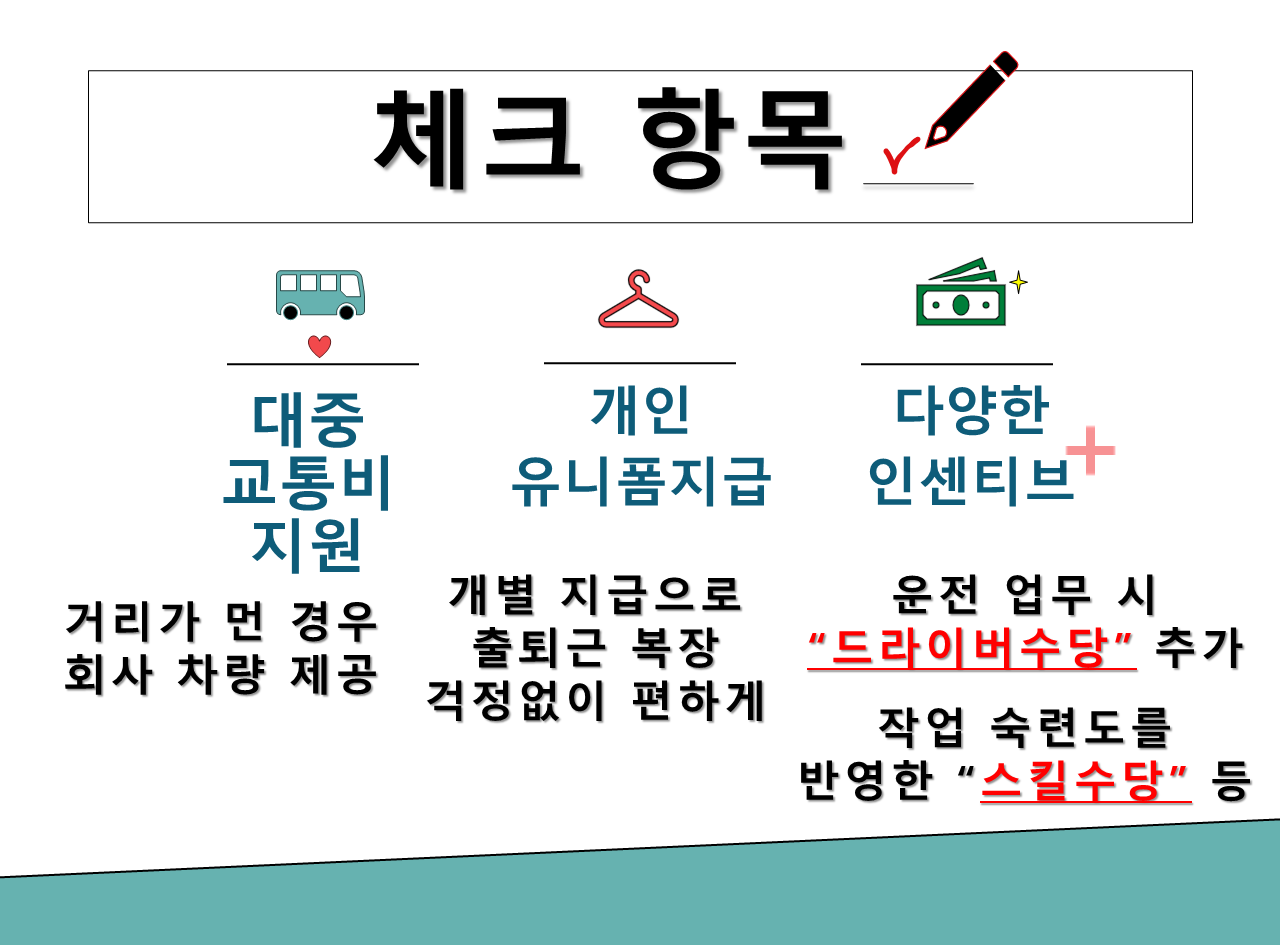 체크 항목
대중
교통비
지원
거리가 먼 경우
회사 차량 제공
개인
유니폼지급
개별 지급으로
출퇴근 복장
걱정없이 편하게
다양한
인센티브
운전 업무 시
“드라이버수당” 추가
작업 숙련도를
반영한 “스킬수당” 등